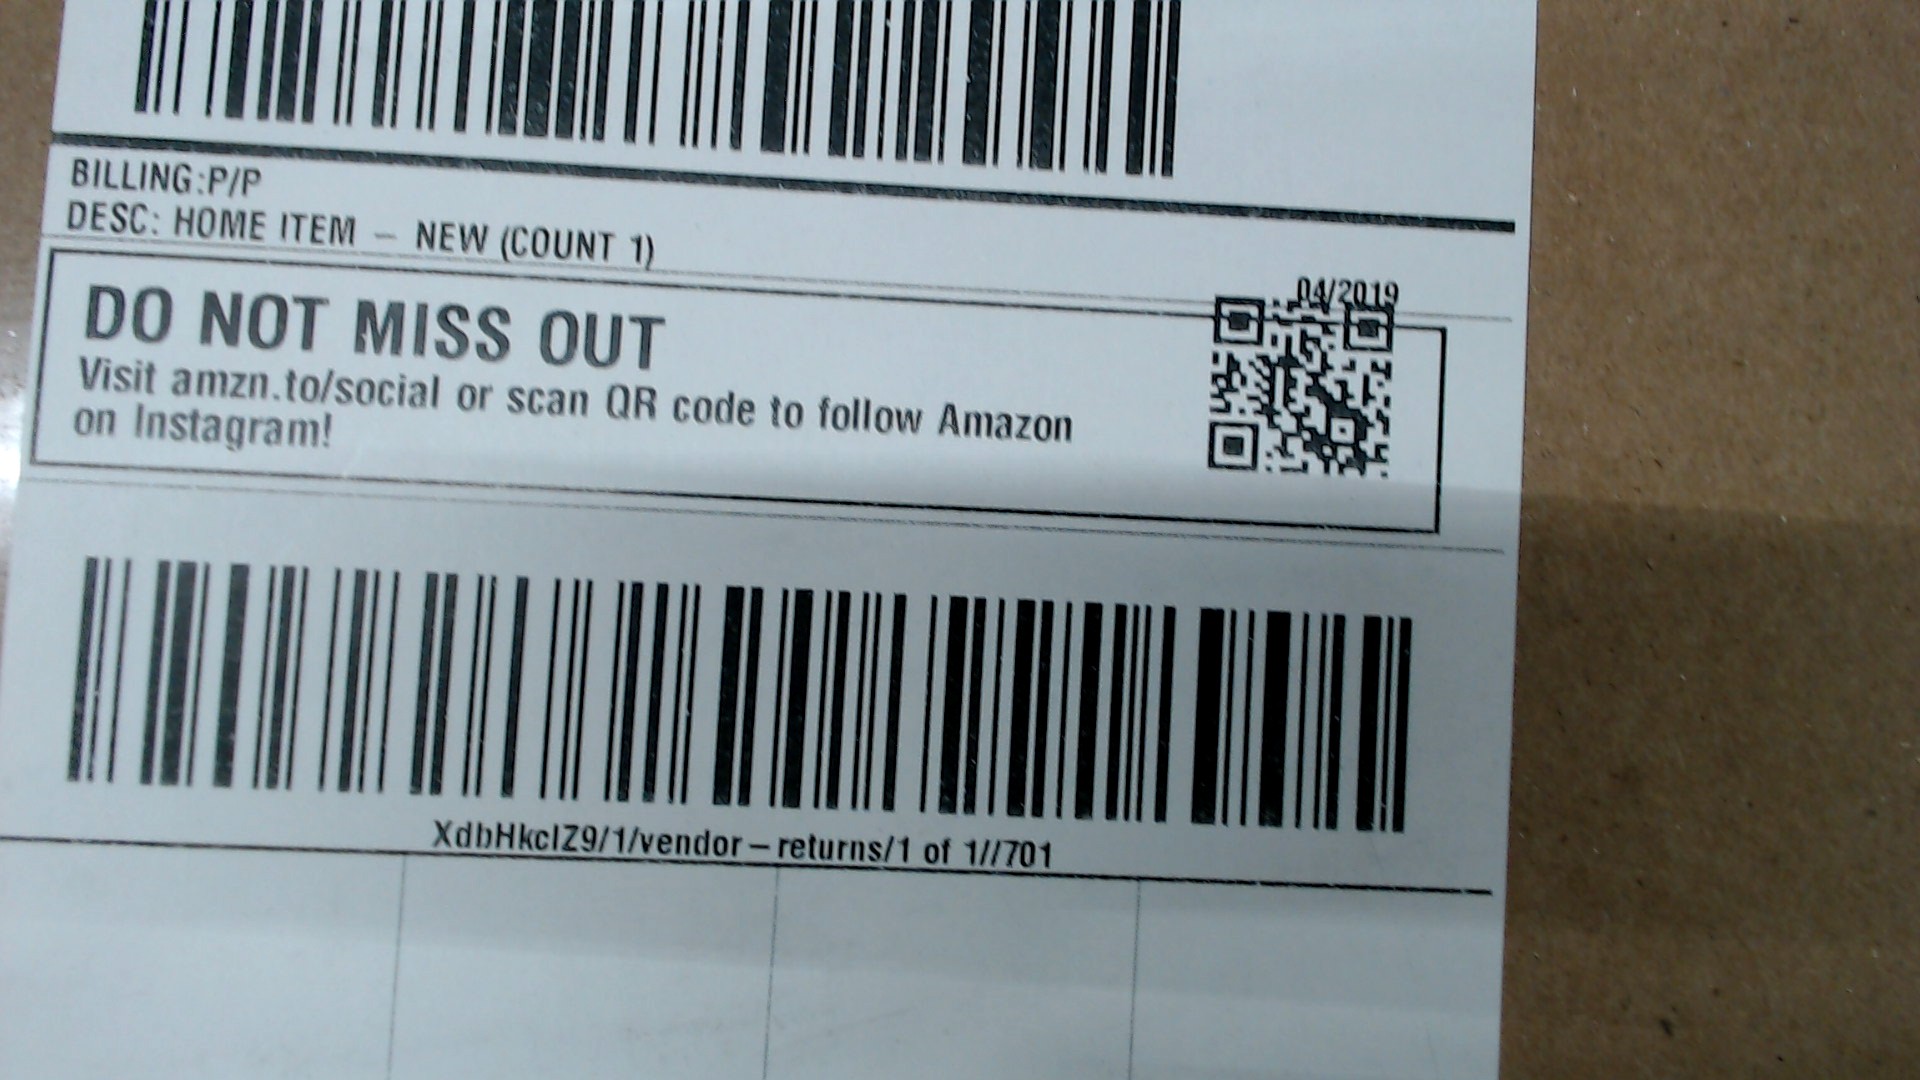 BILLING:P/P
DESC: HOME ITEM – NEW (COUNT 1)
04/2019
DO NOT MISS OUT
Visit amzn.to/social or scan QR code to follow Amazon
on Instagram!
XdbHkclZ9/1/vendor – returns/1 of 1//701